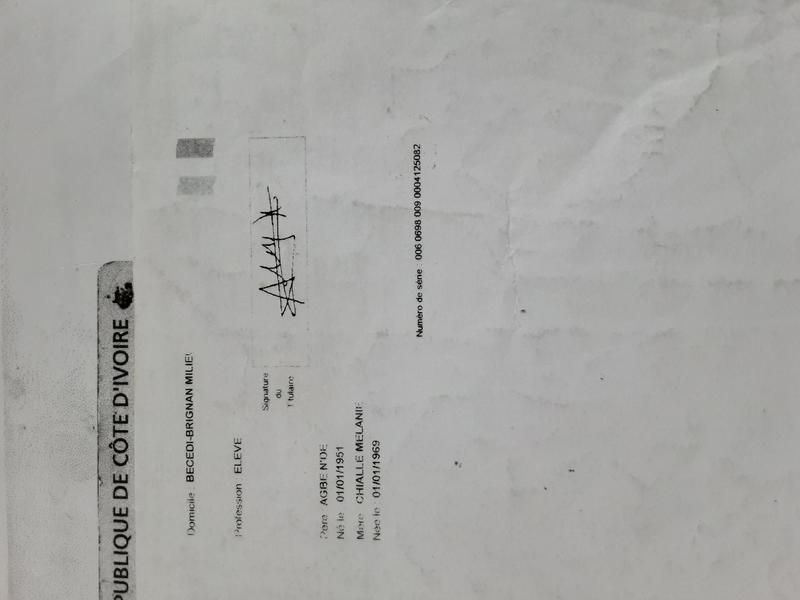 PUBLIQUE DE CÔTE D'IVOIRE
Domicile : BECEDI-BRIGNAN MILIEU
Profession ELEVE
Signature
du
Titulaire
Père AGBE N'DE
Né le : 01/01/1951
Mère : CHIALLE MELANIE
Née le : 01/01/1969
Numéro de série : 006 0698 009 0004125082